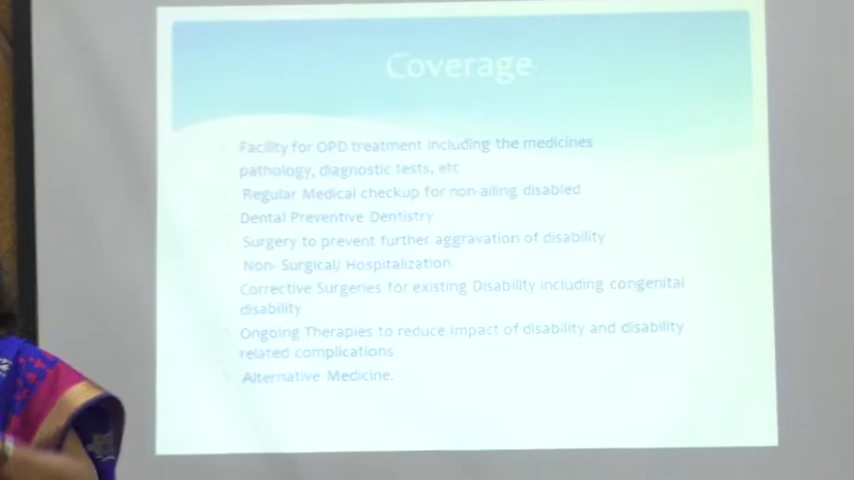 Coverage
Facility for OPD treatment including the medicines
pathology, diagnostic tests, etc
Regular Medical checkup for non-ailing disabled
Dental Preventive Dentistry
Surgery to prevent further aggravation of disability
Non- Surgical/ Hospitalization
Corrective Surgeries for existing Disability including congenital
disability
Ongoing Therapies to reduce impact of disability and disability
related complications
Alternative Medicine.